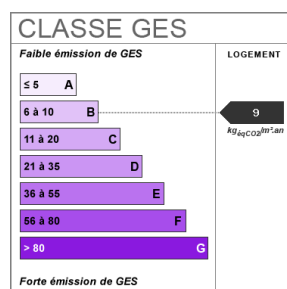 CLASSE GES
Faible émission de GES
LOGEMENT
≤ 5 A
6 à 10 B
9
kgéqCO2/m².an
11 à 20 C
21 à 35 D
36 à 55 E
56 à 80 F
> 80 G
Forte émission de GES